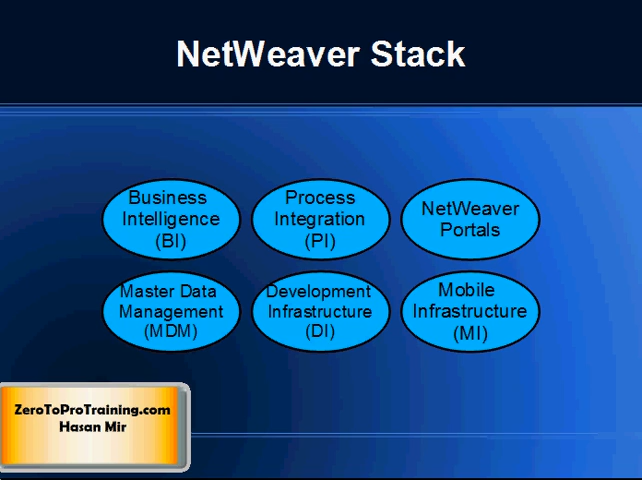 NetWeaver Stack
Business
Intelligence
(BI)
Process
Integration
(PI)
NetWeaver
Portals
Master Data
Management
(MDM)
Development
Infrastructure
(DI)
Mobile
Infrastructure
(MI)
ZeroToProTraining.com
Hasan Mir